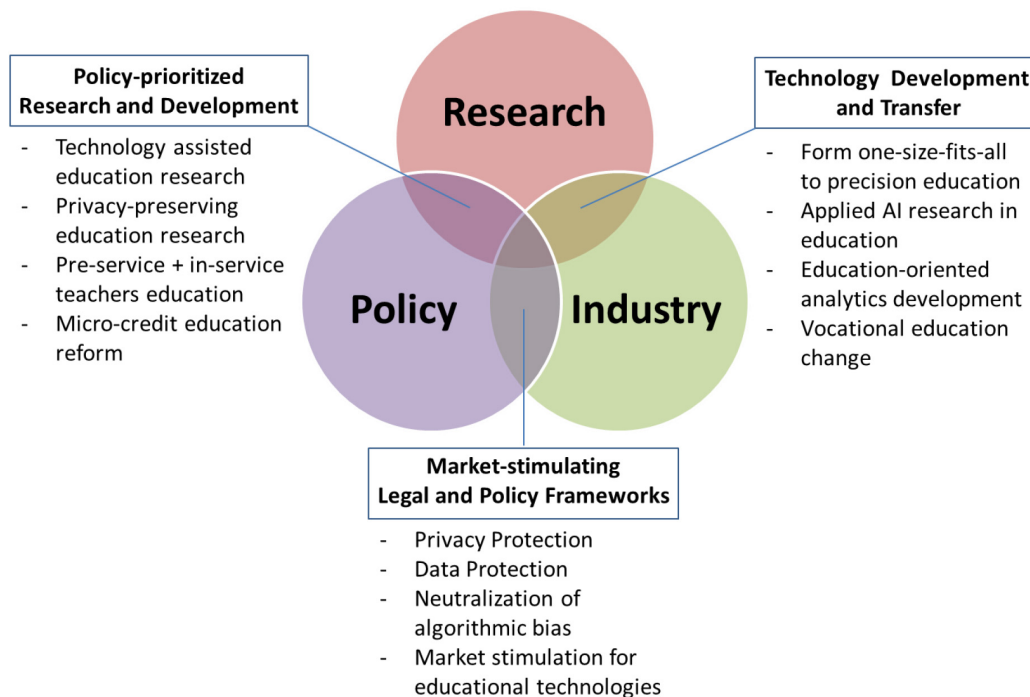 Policy-prioritized
Research and Development
- Technology assisted
education research
- Privacy-preserving
education research
- Pre-service + in-service
teachers education
- Micro-credit education
reform
Research
Policy
Industry
Technology Development
and Transfer
- Form one-size-fits-all
to precision education
- Applied AI research in
education
- Education-oriented
analytics development
- Vocational education
change
Market-stimulating
Legal and Policy Frameworks
- Privacy Protection
- Data Protection
- Neutralization of
algorithmic bias
- Market stimulation for
educational technologies